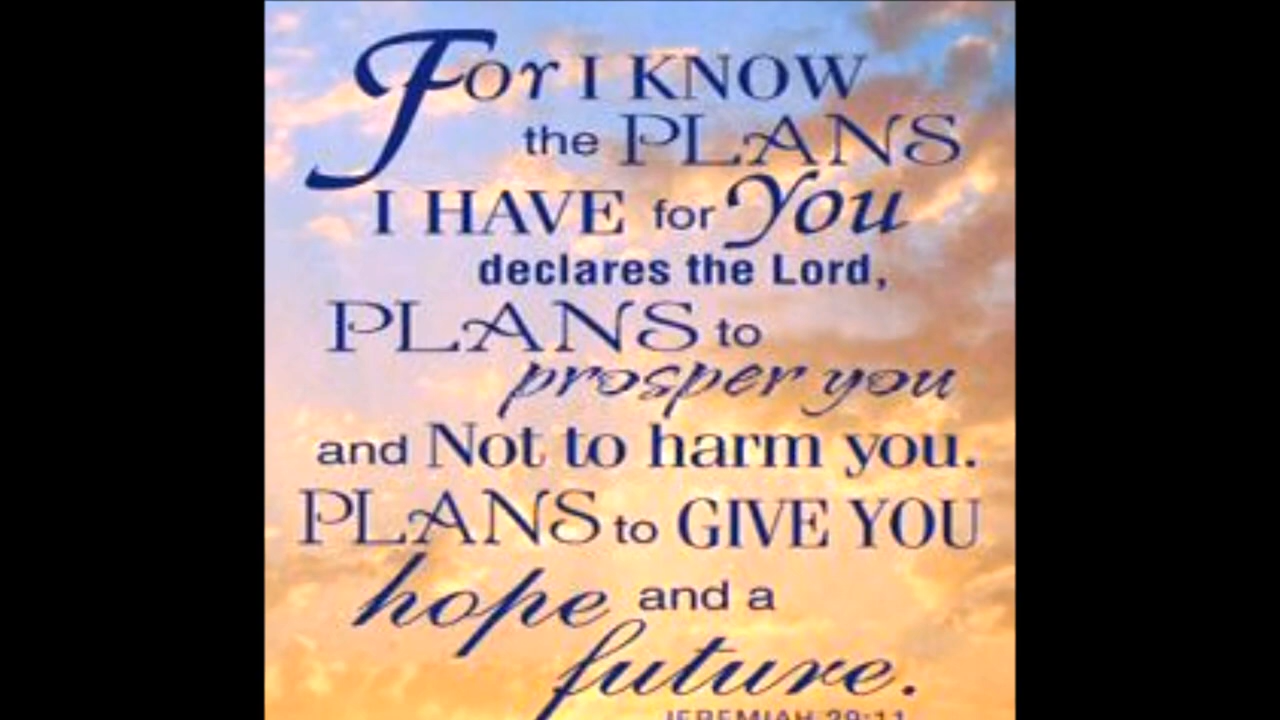 For I KNOW
the PLANS
I HAVE for You
declares the Lord,
PLANS to
prosper you
and Not to harm you.
PLANS to GIVE YOU
hope and a
future.
JEREMIAH 29:11